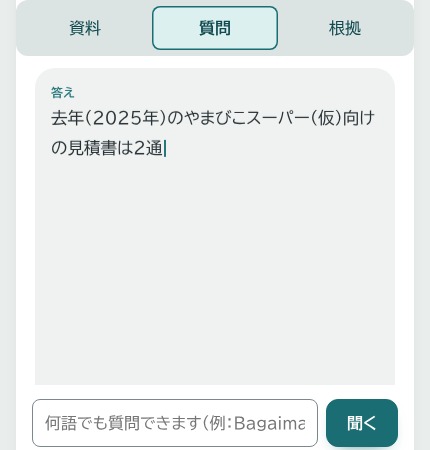 資料
質問
根拠
答え
去年(2025年)のやまびこスーパー(仮)向け
の見積書は2通
何語でも質問できます(例:Bagaima
聞く